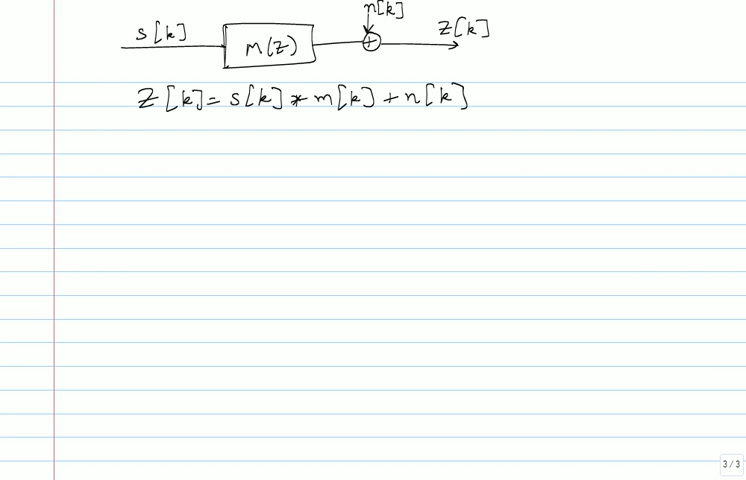 n[k]
s[k] M(z) + z[k]
z[k] = s[k] * m[k] + n[k]
3/3